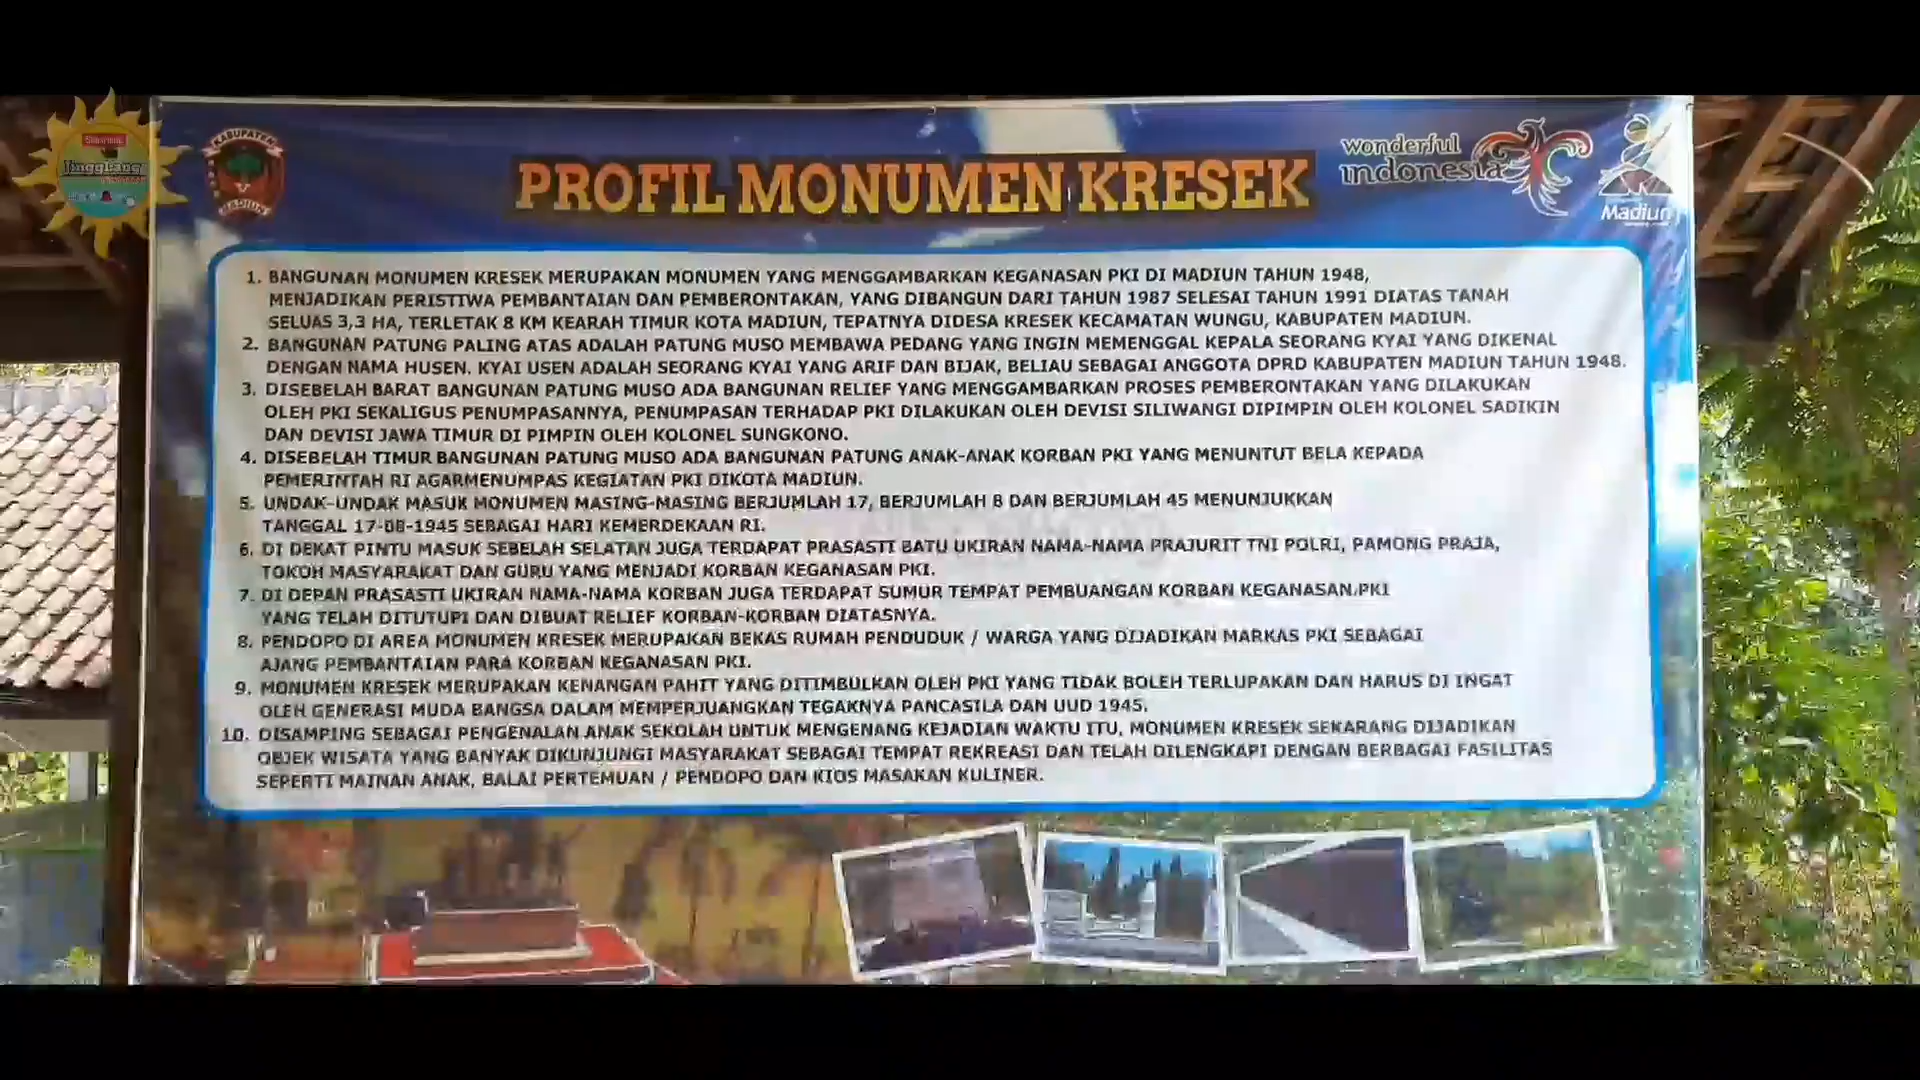 KABUPATEN
MADIUN
PROFIL MONUMEN KRESEK
wonderful
indonesia
Madiun
1. BANGUNAN MONUMEN KRESEK MERUPAKAN MONUMEN YANG MENGGAMBARKAN KEGANASAN PKI DI MADIUN TAHUN 1948,
MENJADIKAN PERISTIWA PEMBANTAIAN DAN PEMBERONTAKAN, YANG DIBANGUN DARI TAHUN 1987 SELESAI TAHUN 1991 DIATAS TANAH
SELUAS 3,3 HA, TERLETAK 8 KM KEARAH TIMUR KOTA MADIUN, TEPATNYA DIDESA KRESEK KECAMATAN WUNGU, KABUPATEN MADIUN.
2. BANGUNAN PATUNG PALING ATAS ADALAH PATUNG MUSO MEMBAWA PEDANG YANG INGIN MEMENGGAL KEPALA SEORANG KYAI YANG DIKENAL
DENGAN NAMA HUSEN. KYAI USEN ADALAH SEORANG KYAI YANG ARIF DAN BIJAK, BELIAU SEBAGAI ANGGOTA DPRD KABUPATEN MADIUN TAHUN 1948.
3. DISEBELAH BARAT BANGUNAN PATUNG MUSO ADA BANGUNAN RELIEF YANG MENGGAMBARKAN PROSES PEMBERONTAKAN YANG DILAKUKAN
OLEH PKI SEKALIGUS PENUMPASANNYA, PENUMPASAN TERHADAP PKI DILAKUKAN OLEH DEVISI SILIWANGI DIPIMPIN OLEH KOLONEL SADIKIN
DAN DEVISI JAWA TIMUR DI PIMPIN OLEH KOLONEL SUNGKONO.
4. DISEBELAH TIMUR BANGUNAN PATUNG MUSO ADA BANGUNAN PATUNG ANAK-ANAK KORBAN PKI YANG MENUNTUT BELA KEPADA
PEMERINTAH RI AGARMENUMPAS KEGIATAN PKI DIKOTA MADIUN.
5. UNDAK-UNDAK MASUK MONUMEN MASING-MASING BERJUMLAH 17, BERJUMLAH 8 DAN BERJUMLAH 45 MENUNJUKKAN
TANGGAL 17-08-1945 SEBAGAI HARI KEMERDEKAAN RI.
6. DI DEKAT PINTU MASUK SEBELAH SELATAN JUGA TERDAPAT PRASASTI BATU UKIRAN NAMA-NAMA PRAJURIT TNI POLRI, PAMONG PRAJA,
TOKOH MASYARAKAT DAN GURU YANG MENJADI KORBAN KEGANASAN PKI.
7. DI DEPAN PRASASTI UKIRAN NAMA-NAMA KORBAN JUGA TERDAPAT SUMUR TEMPAT PEMBUANGAN KORBAN KEGANASAN PKI
YANG TELAH DITUTUPI DAN DIBUAT RELIEF KORBAN-KORBAN DIATASNYA.
8. PENDOPO DI AREA MONUMEN KRESEK MERUPAKAN BEKAS RUMAH PENDUDUK / WARGA YANG DIJADIKAN MARKAS PKI SEBAGAI
AJANG PEMBANTAIAN PARA KORBAN KEGANASAN PKI.
9. MONUMEN KRESEK MERUPAKAN KENANGAN PAHIT YANG DITIMBULKAN OLEH PKI YANG TIDAK BOLEH TERLUPAKAN DAN HARUS DI INGAT
OLEH GENERASI MUDA BANGSA DALAM MEMPERJUANGKAN TEGAKNYA PANCASILA DAN UUD 1945.
10. DISAMPING SEBAGAI PENGENALAN ANAK SEKOLAH UNTUK MENGENANG KEJADIAN WAKTU ITU, MONUMEN KRESEK SEKARANG DIJADIKAN
OBJEK WISATA YANG BANYAK DIKUNJUNGI MASYARAKAT SEBAGAI TEMPAT REKREASI DAN TELAH DILENGKAPI DENGAN BERBAGAI FASILITAS
SEPERTI MAINAN ANAK, BALAI PERTEMUAN / PENDOPO DAN KIOS MASAKAN KULINER.